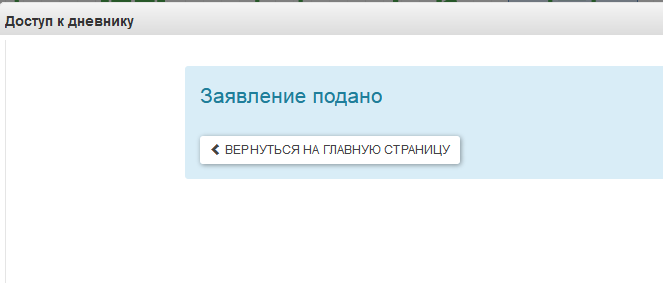 Доступ к дневнику
Заявление подано
ВЕРНУТЬСЯ НА ГЛАВНУЮ СТРАНИЦУ